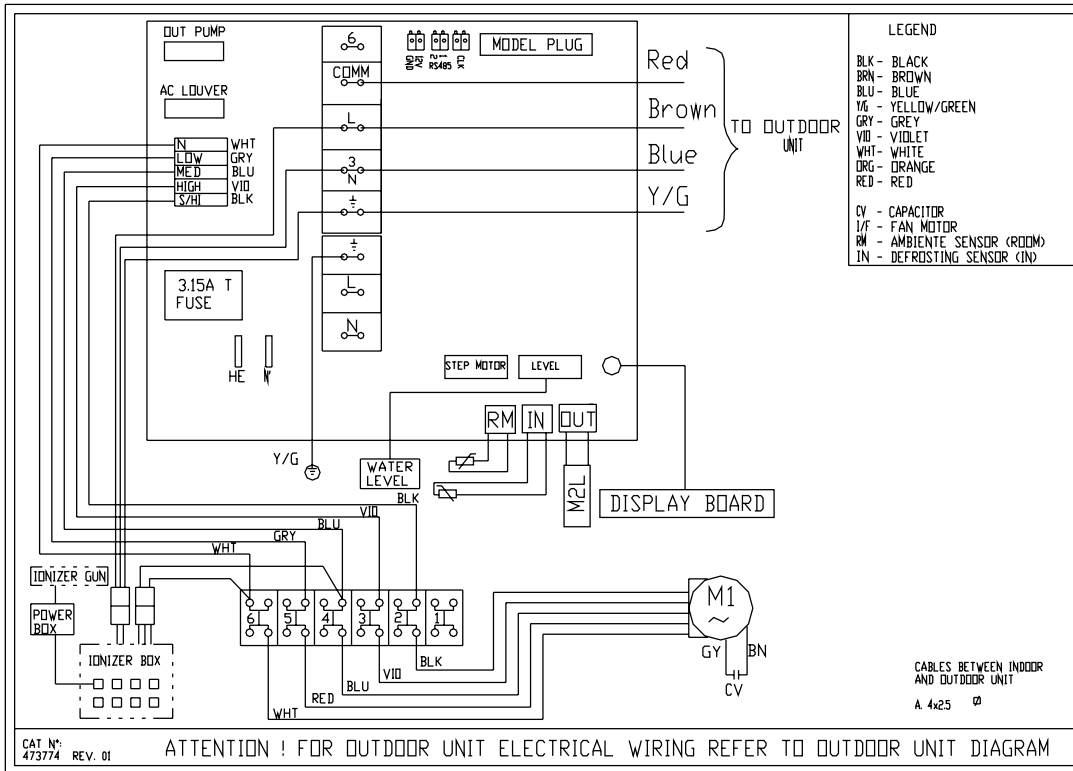 OUT PUMP
AC LOUVER
N WHT
LOW GRY
MED BLU
HIGH VIO
S/HI BLK
3.15A T
FUSE
HE N'
6
COMM
L
3
N
L
N
GND 12V
2 1
RS485
CLK
MODEL PLUG
Red
Brown
Blue
Y/G
TO OUTDOOR
UNIT
LEGEND
BLK - BLACK
BRN - BROWN
BLU - BLUE
Y/G - YELLOW/GREEN
GRY - GREY
VIO - VIOLET
WHT - WHITE
ORG - ORANGE
RED - RED
CV - CAPACITOR
I/F - FAN MOTOR
RM - AMBIENTE SENSOR (ROOM)
IN - DEFROSTING SENSOR (IN)
STEP MOTOR
LEVEL
RM
IN
OUT
Y/G
WATER
LEVEL
M2L
DISPLAY BOARD
BLK
VIO
BLU
GRY
WHT
IONIZER GUN
POWER
BOX
IONIZER BOX
6 5 4 3 2 1
BLK
VIO
BLU
RED
WHT
M1
~
GY BN
CV
CABLES BETWEEN INDOOR
AND OUTDOOR UNIT
A. 4x2.5 Ø
CAT N°:
473774 REV. 01
ATTENTION ! FOR OUTDOOR UNIT ELECTRICAL WIRING REFER TO OUTDOOR UNIT DIAGRAM